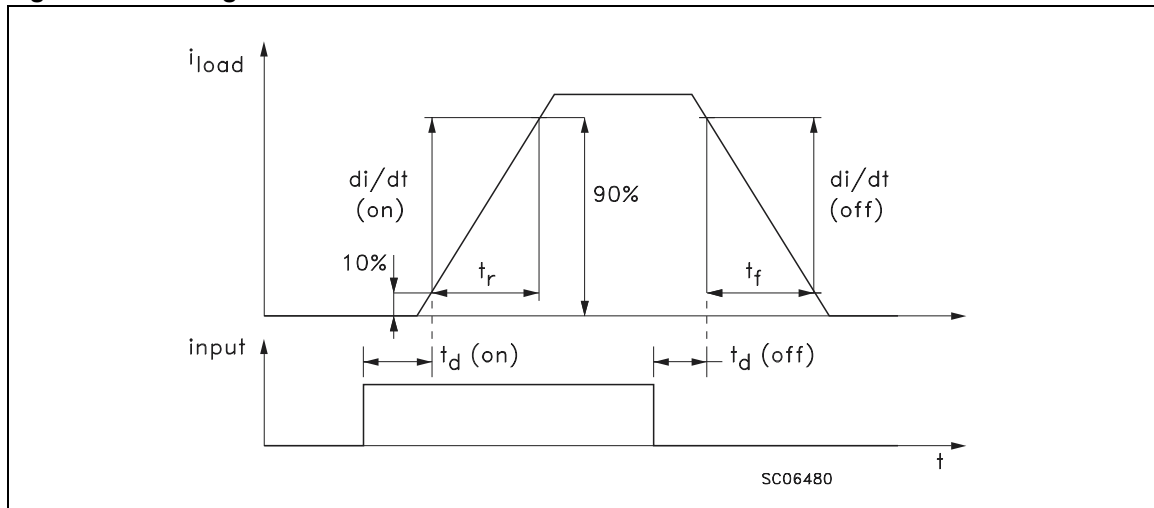 i_load
di/dt
(on)
90%
di/dt
(off)
10%
t_r
t_f
input
t_d (on)
t_d (off)
t
SC06480